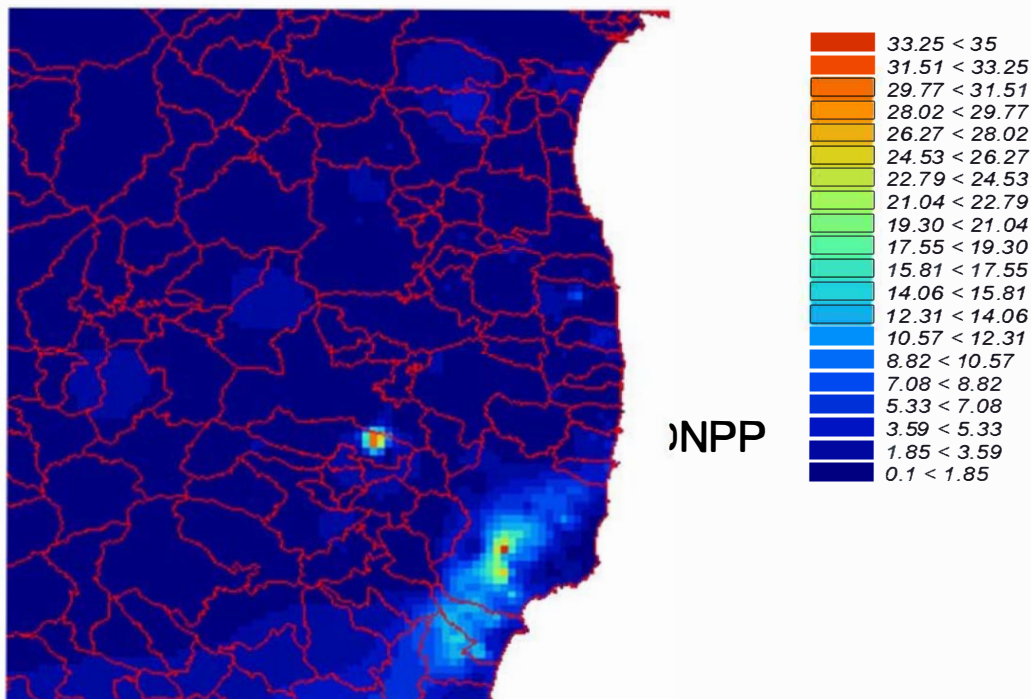 33.25 < 35
31.51 < 33.25
29.77 < 31.51
28.02 < 29.77
26.27 < 28.02
24.53 < 26.27
22.79 < 24.53
21.04 < 22.79
19.30 < 21.04
17.55 < 19.30
15.81 < 17.55
14.06 < 15.81
12.31 < 14.06
10.57 < 12.31
8.82 < 10.57
7.08 < 8.82
5.33 < 7.08
NPP
3.59 < 5.33
1.85 < 3.59
0.1 < 1.85